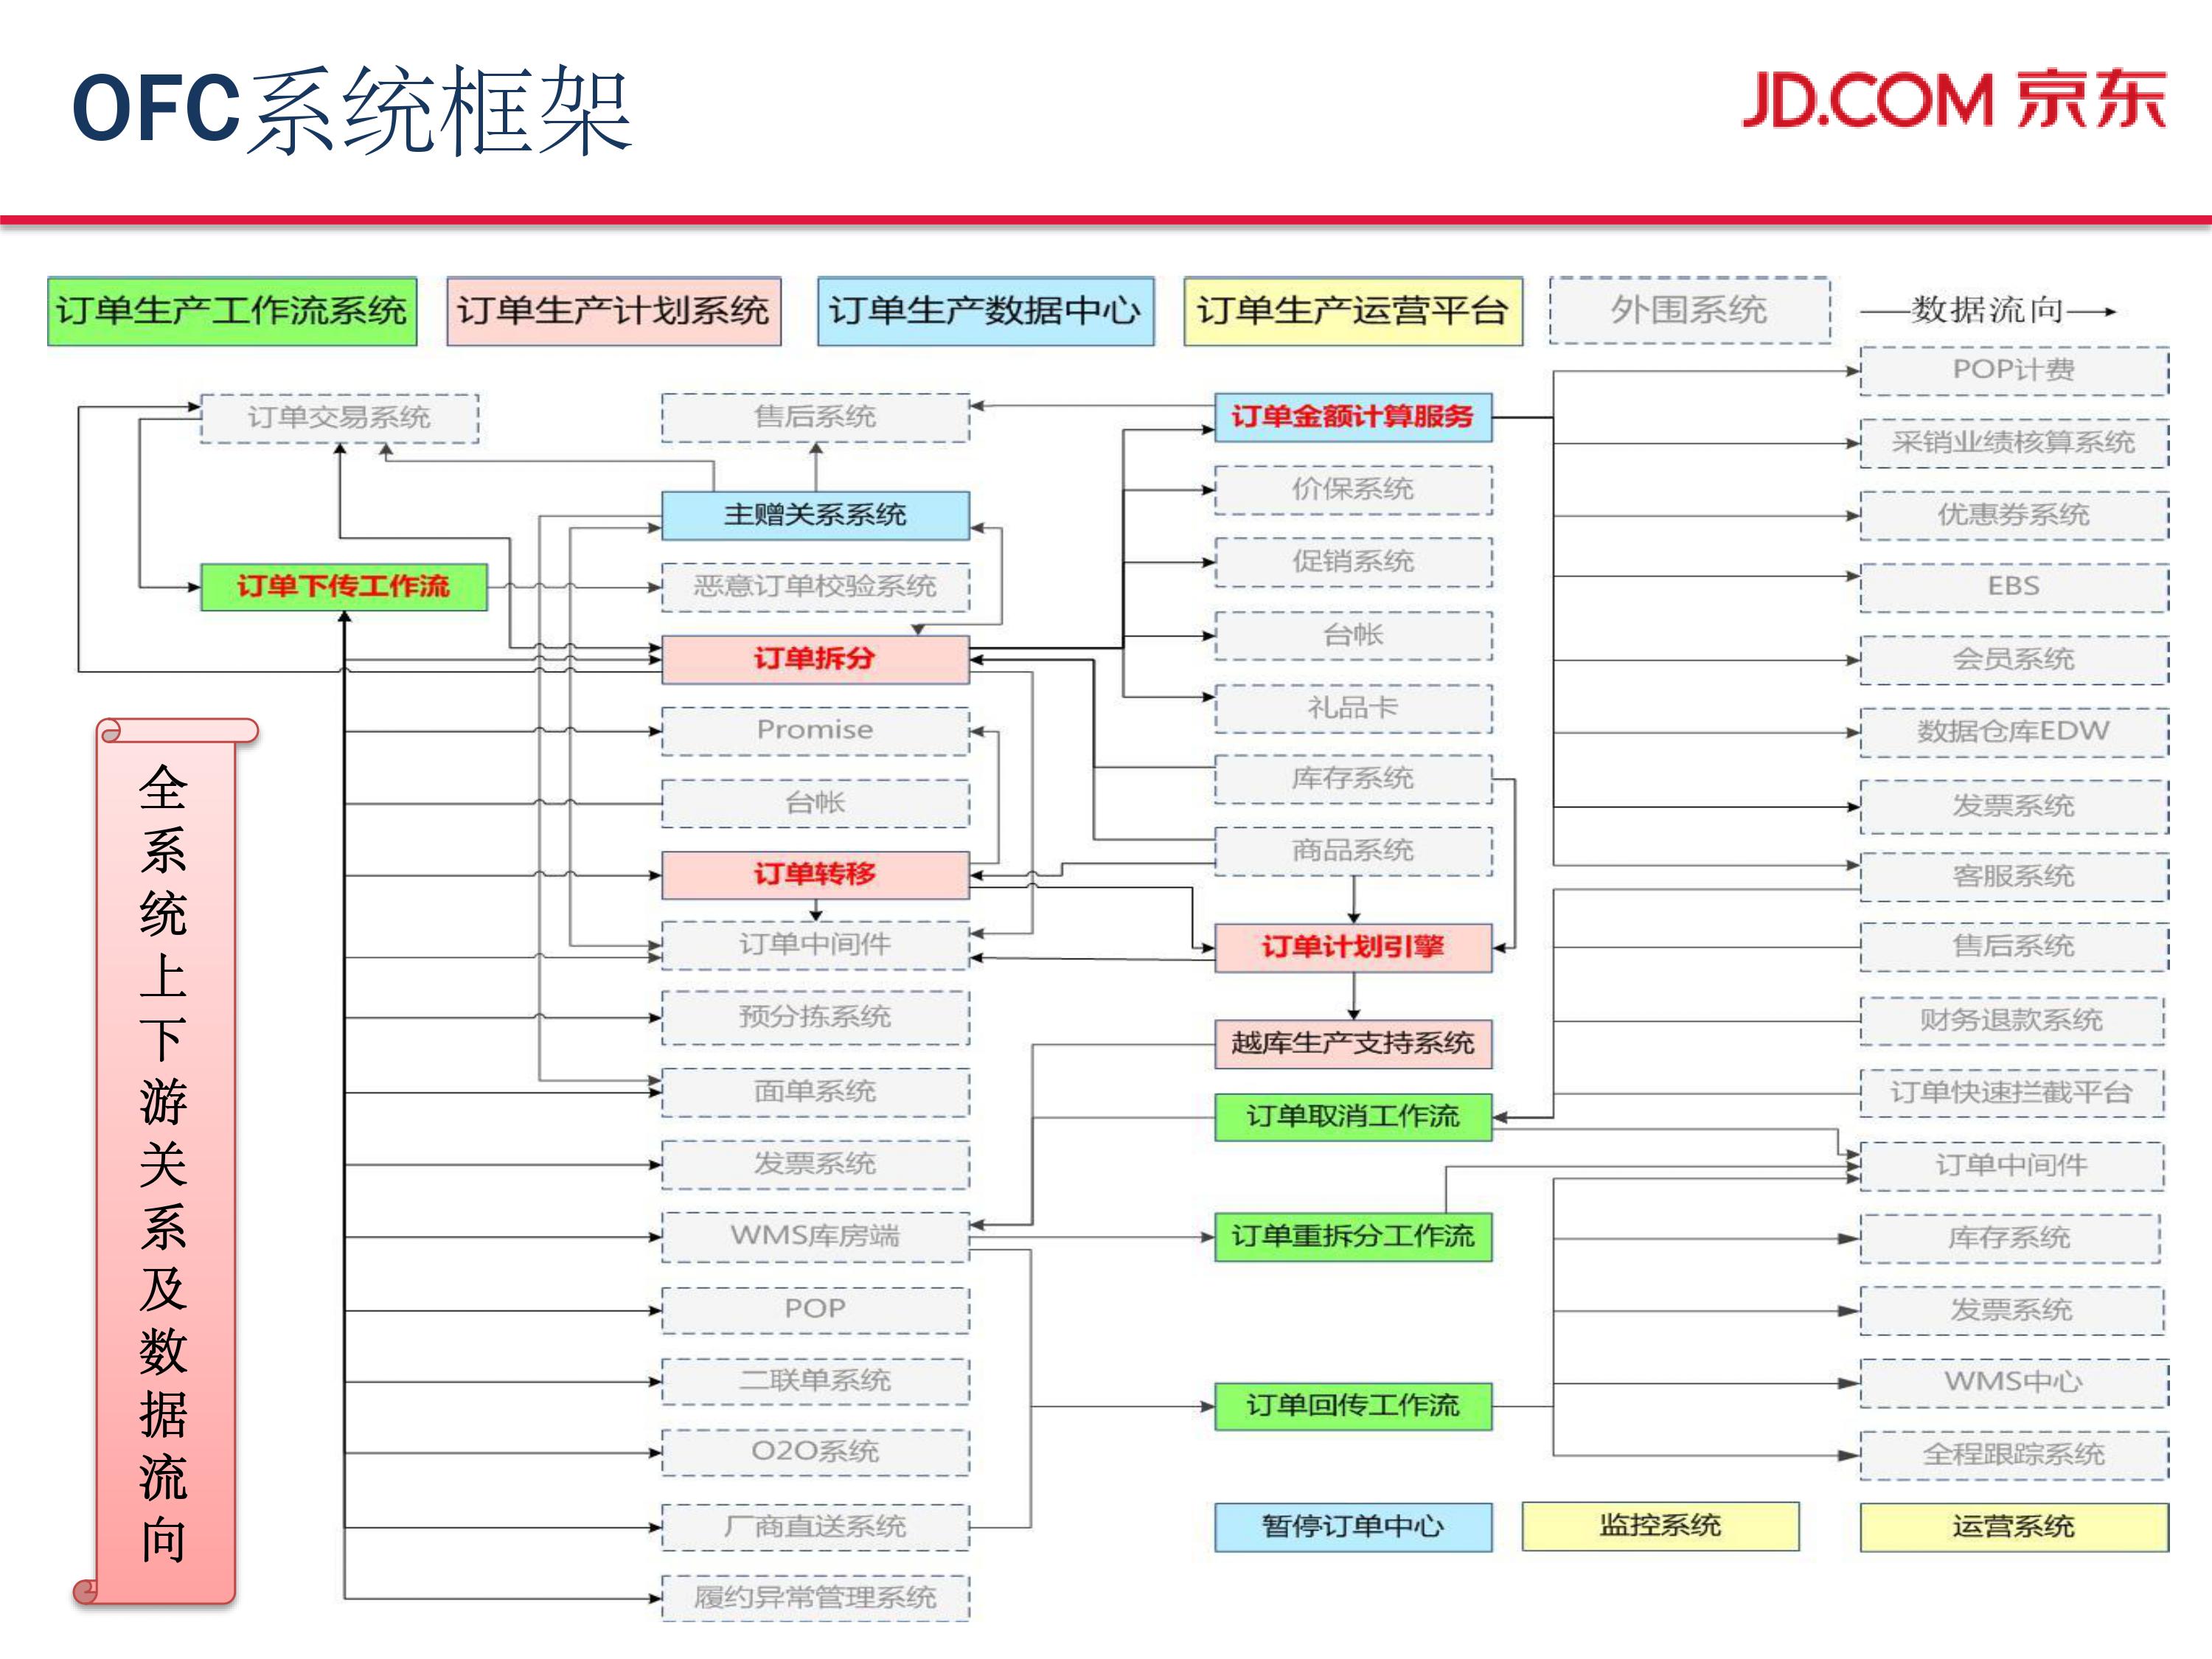 OFC系统框架
JD.COM 京东
订单生产工作流系统
订单生产计划系统
订单生产数据中心
订单生产运营平台
外围系统
数据流向
全系统上下游关系及数据流向
订单交易系统
订单下传工作流
售后系统
主赠关系系统
恶意订单校验系统
订单拆分
Promise
台帐
订单转移
订单中间件
预分拣系统
面单系统
发票系统
WMS库房端
POP
二联单系统
O2O系统
厂商直送系统
履约异常管理系统
订单金额计算服务
价保系统
促销系统
台帐
礼品卡
库存系统
商品系统
订单计划引擎
越库生产支持系统
订单取消工作流
订单重拆分工作流
订单回传工作流
暂停订单中心
监控系统
POP计费
采销业绩核算系统
优惠券系统
EBS
会员系统
数据仓库EDW
发票系统
客服系统
售后系统
财务退款系统
订单快速拦截平台
订单中间件
库存系统
发票系统
WMS中心
全程跟踪系统
运营系统